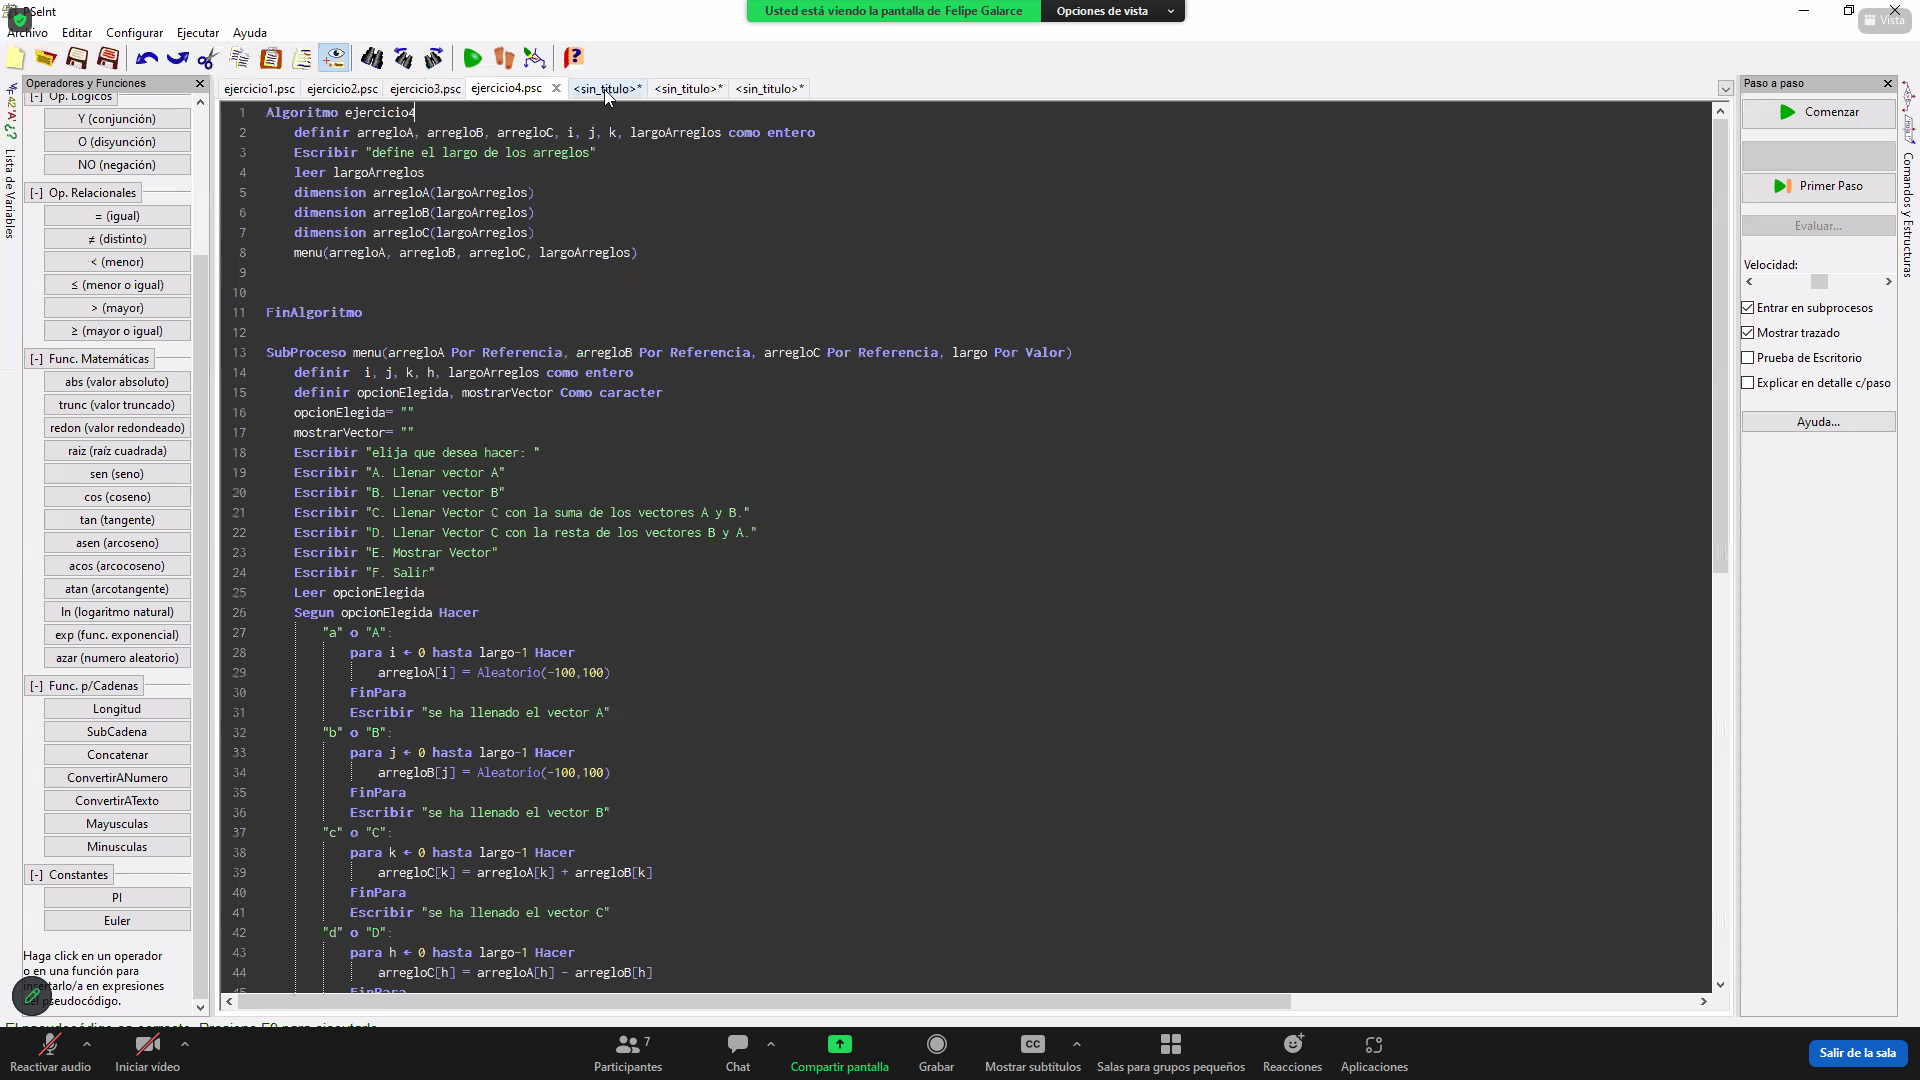 PSeInt
Usted está viendo la pantalla de Felipe Galarce
Opciones de vista
Vista
Archivo Editar Configurar Ejecutar Ayuda
Operadores y Funciones
ejercicio1.psc ejercicio2.psc ejercicio3.psc ejercicio4.psc <sin_titulo>* <sin_titulo>* <sin_titulo>*
Lista de Variables
[-] Op. Lógicos
Y (conjunción)
O (disyunción)
NO (negación)
[-] Op. Relacionales
= (igual)
≠ (distinto)
< (menor)
≤ (menor o igual)
> (mayor)
≥ (mayor o igual)
[-] Func. Matemáticas
abs (valor absoluto)
trunc (valor truncado)
redon (valor redondeado)
raiz (raíz cuadrada)
sen (seno)
cos (coseno)
tan (tangente)
asen (arcoseno)
acos (arcocoseno)
atan (arcotangente)
ln (logaritmo natural)
exp (func. exponencial)
azar (numero aleatorio)
[-] Func. p/Cadenas
Longitud
SubCadena
Concatenar
ConvertirANumero
ConvertirATexto
Mayusculas
Minusculas
[-] Constantes
PI
Euler
Haga click en un operador
o en una función para
insertarlo/a en expresiones
del pseudocódigo.
1 Algoritmo ejercicio4
2 definir arregloA, arregloB, arregloC, i, j, k, largoArreglos como entero
3 Escribir "define el largo de los arreglos"
4 leer largoArreglos
5 dimension arregloA(largoArreglos)
6 dimension arregloB(largoArreglos)
7 dimension arregloC(largoArreglos)
8 menu(arregloA, arregloB, arregloC, largoArreglos)
9
10
11 FinAlgoritmo
12
13 SubProceso menu(arregloA Por Referencia, arregloB Por Referencia, arregloC Por Referencia, largo Por Valor)
14 definir i, j, k, h, largoArreglos como entero
15 definir opcionElegida, mostrarVector Como caracter
16 opcionElegida= ""
17 mostrarVector= ""
18 Escribir "elija que desea hacer: "
19 Escribir "A. Llenar vector A"
20 Escribir "B. Llenar vector B"
21 Escribir "C. Llenar Vector C con la suma de los vectores A y B."
22 Escribir "D. Llenar Vector C con la resta de los vectores B y A."
23 Escribir "E. Mostrar Vector"
24 Escribir "F. Salir"
25 Leer opcionElegida
26 Segun opcionElegida Hacer
27 "a" o "A":
28 para i ← 0 hasta largo-1 Hacer
29 arregloA[i] = Aleatorio(-100,100)
30 FinPara
31 Escribir "se ha llenado el vector A"
32 "b" o "B":
33 para j ← 0 hasta largo-1 Hacer
34 arregloB[j] = Aleatorio(-100,100)
35 FinPara
36 Escribir "se ha llenado el vector B"
37 "c" o "C":
38 para k ← 0 hasta largo-1 Hacer
39 arregloC[k] = arregloA[k] + arregloB[k]
40 FinPara
41 Escribir "se ha llenado el vector C"
42 "d" o "D":
43 para h ← 0 hasta largo-1 Hacer
44 arregloC[h] = arregloA[h] - arregloB[h]
45 FinPara
Paso a paso
Comenzar
Primer Paso
Evaluar...
Velocidad:
Entrar en subprocesos
Mostrar trazado
Prueba de Escritorio
Explicar en detalle c/paso
Ayuda...
Comandos y Estructuras
El pseudocódigo es correcto. Presione F9 para ejecutarlo.
Reactivar audio
Iniciar vídeo
7
Participantes
Chat
Compartir pantalla
Grabar
CC
Mostrar subtítulos
Salas para grupos pequeños
Reacciones
Aplicaciones
Salir de la sala